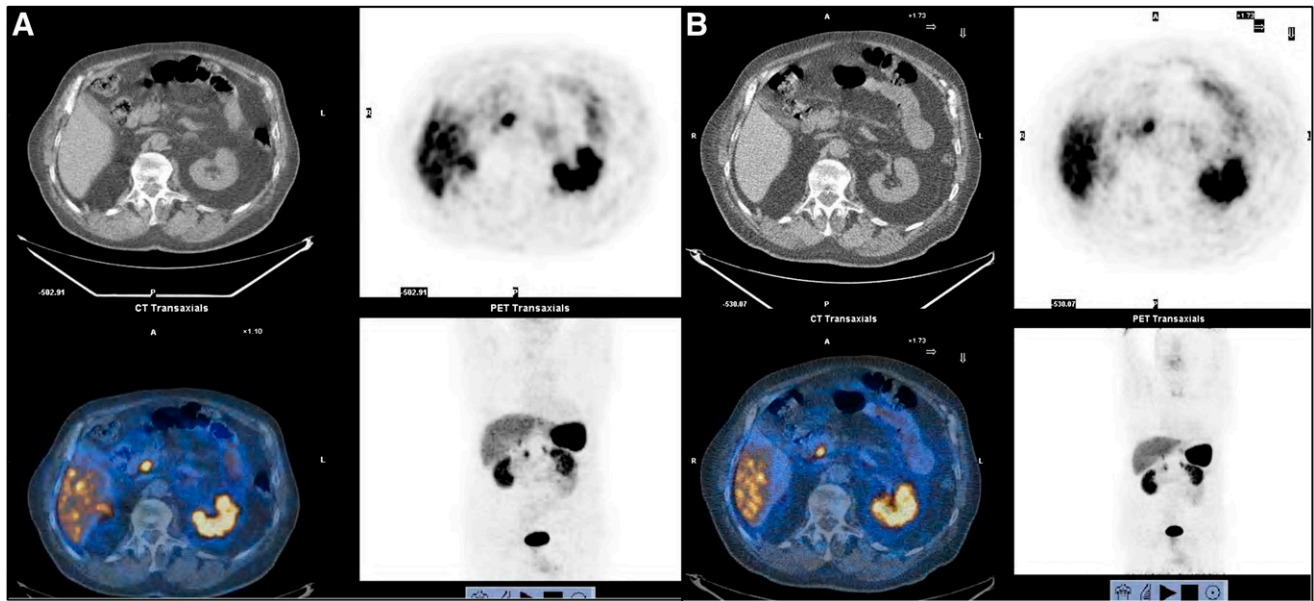 A
L
R
-502.91
P
CT Transaxials
-502.91
P
PET Transaxials
A
×1.10
L
B
A
×1.73
R
L
-530.07
P
CT Transaxials
A
×1.73
R
-530.07
P
PET Transaxials
A
×1.73
R
L